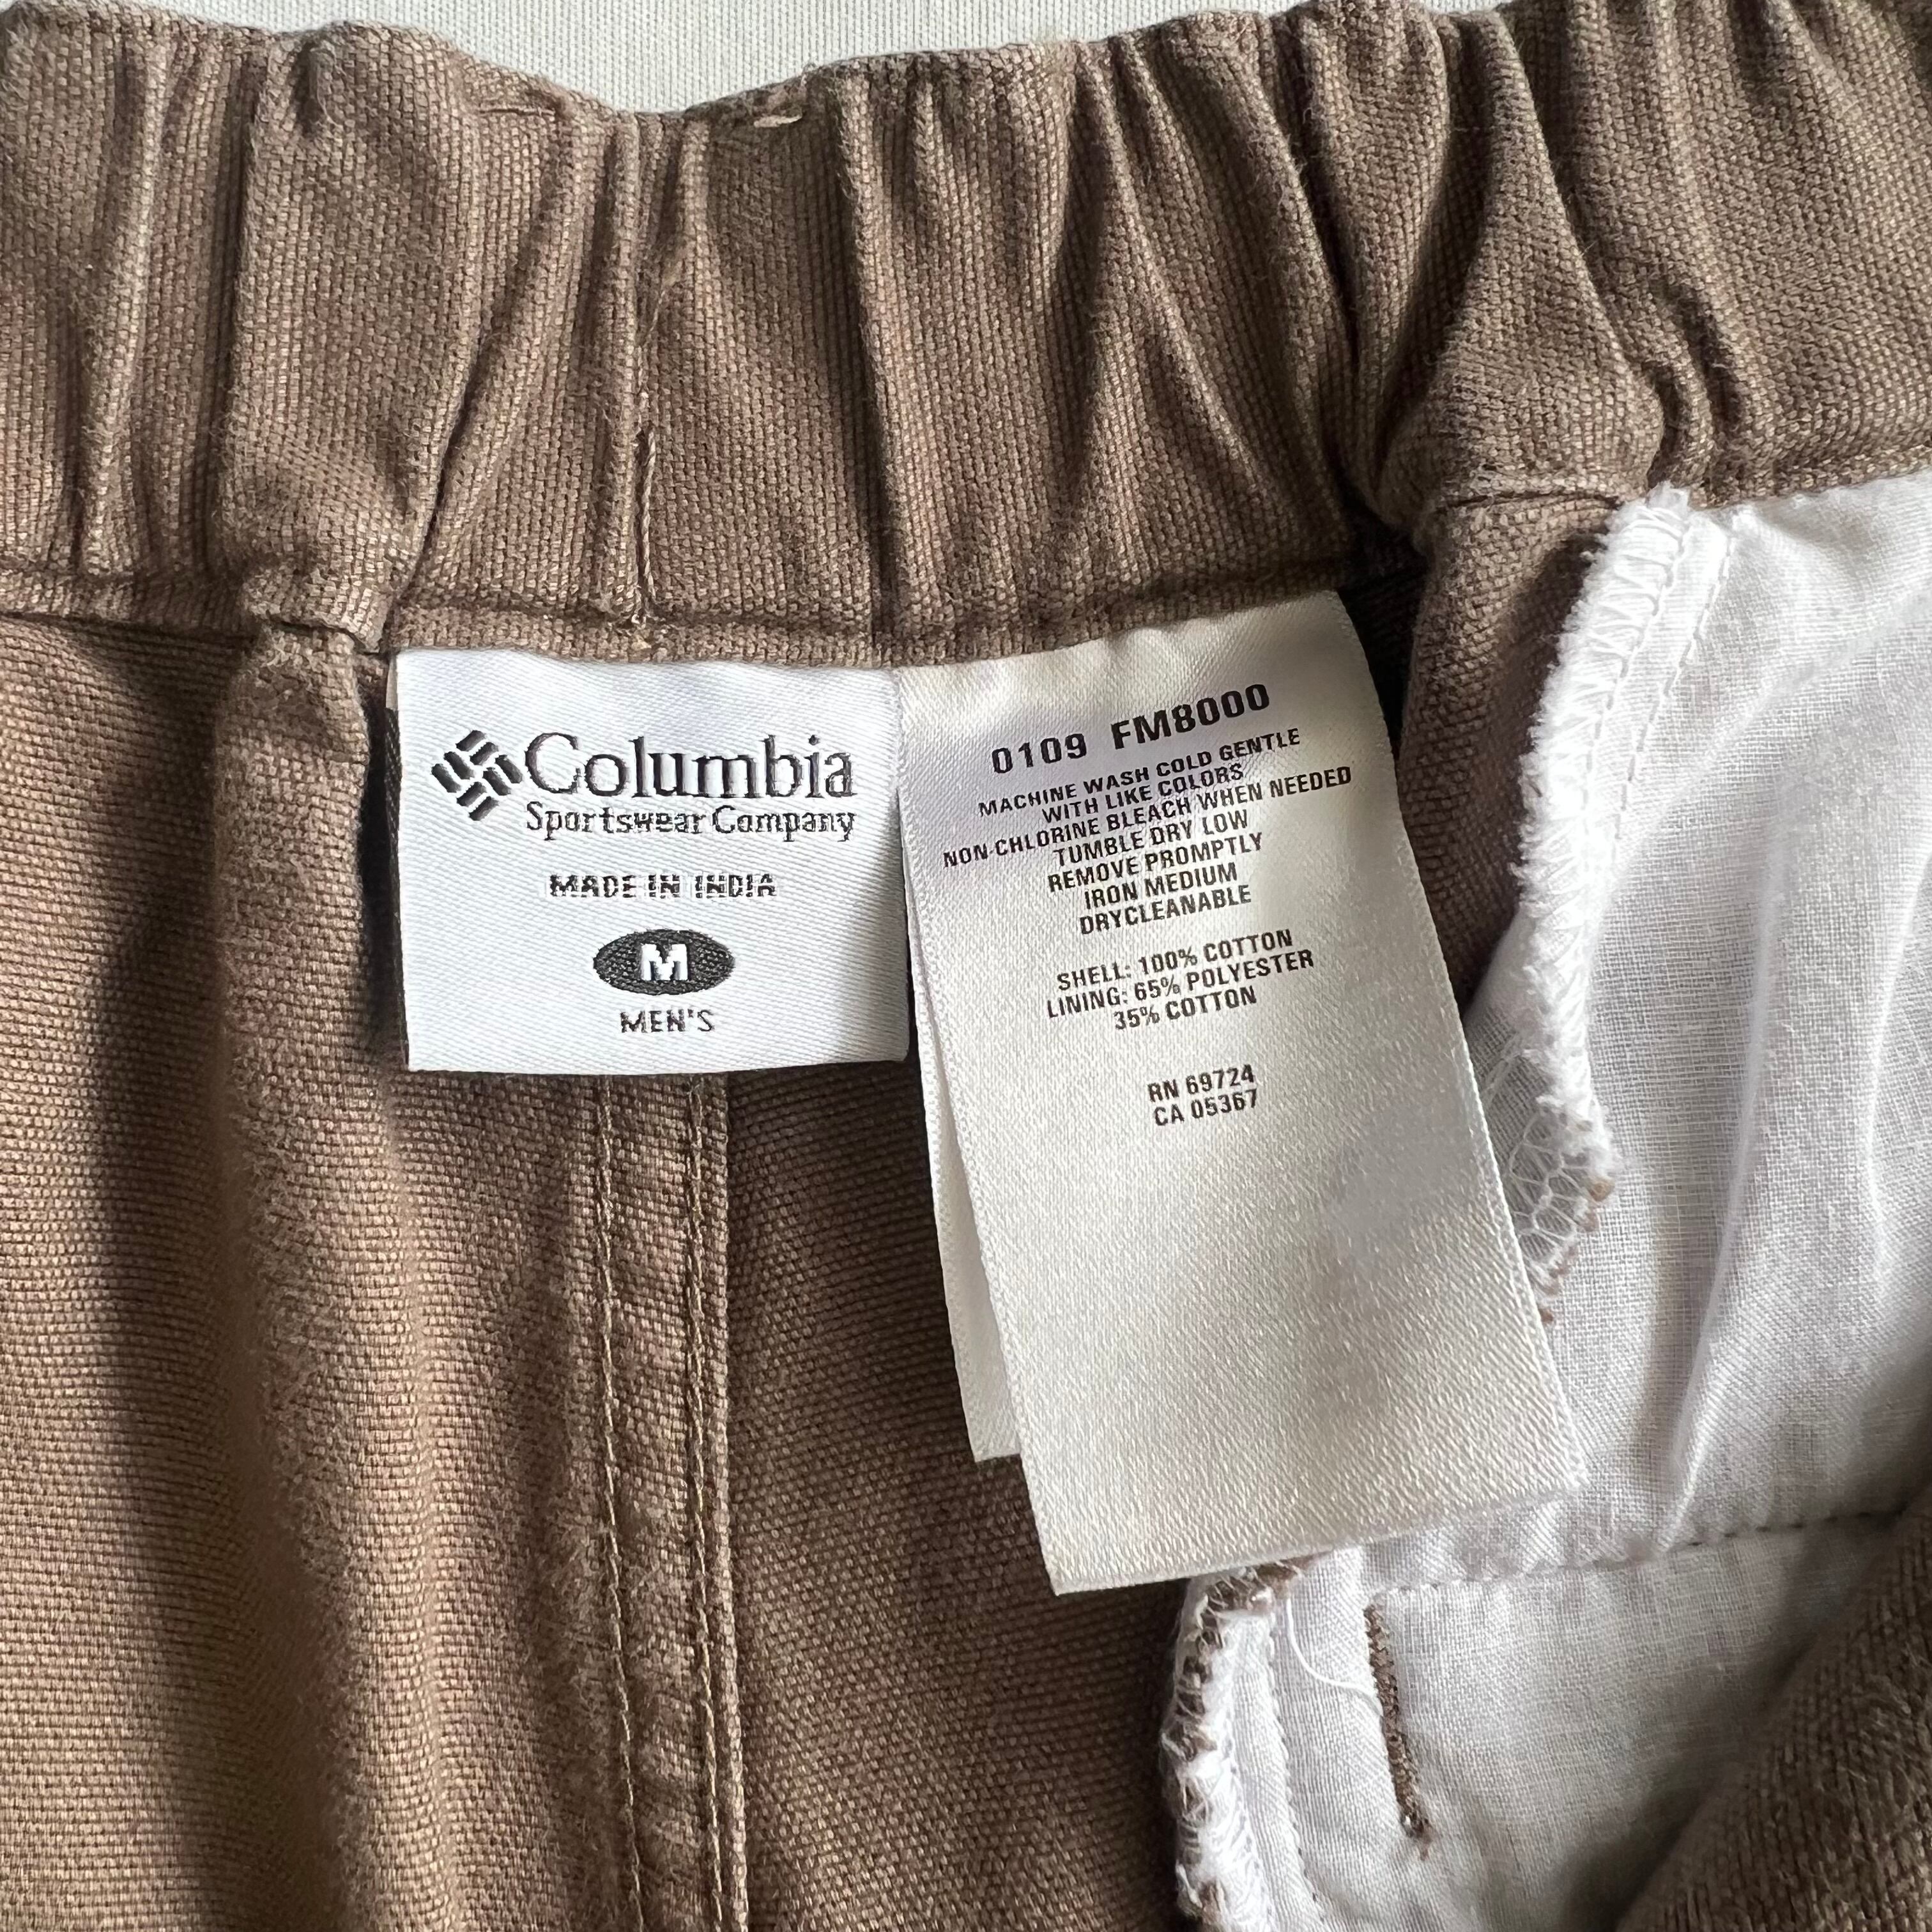 Columbia
Sportswear Company
MADE IN INDIA
M
MEN'S
0109 FM8000
MACHINE WASH COLD GENTLE
WITH LIKE COLORS
NON-CHLORINE BLEACH WHEN NEEDED
TUMBLE DRY LOW
REMOVE PROMPTLY
IRON MEDIUM
DRYCLEANABLE
SHELL: 100% COTTON
LINING: 65% POLYESTER
35% COTTON
RN 69724
CA 05367